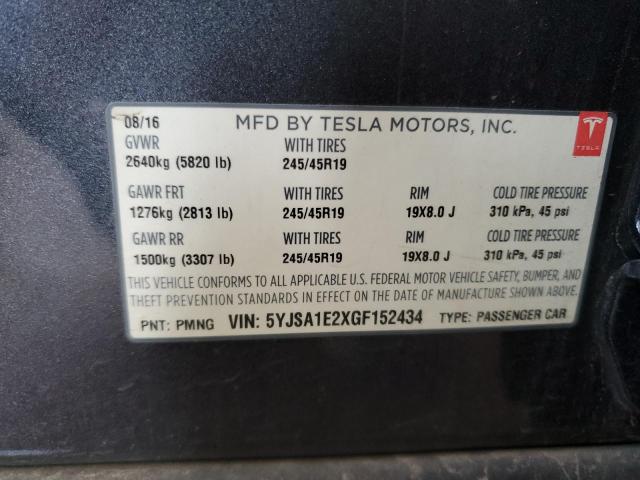 08/16 MFD BY TESLA MOTORS, INC.
TESLA
GVWR WITH TIRES
2640kg (5820 lb) 245/45R19
GAWR FRT WITH TIRES RIM COLD TIRE PRESSURE
1276kg (2813 lb) 245/45R19 19X8.0 J 310 kPa, 45 psi
GAWR RR WITH TIRES RIM COLD TIRE PRESSURE
1500kg (3307 lb) 245/45R19 19X8.0 J 310 kPa, 45 psi
THIS VEHICLE CONFORMS TO ALL APPLICABLE U.S. FEDERAL MOTOR VEHICLE SAFETY, BUMPER, AND
THEFT PREVENTION STANDARDS IN EFFECT ON THE DATE OF MANUFACTURE SHOWN ABOVE.
PNT: PMNG VIN: 5YJSA1E2XGF152434 TYPE: PASSENGER CAR